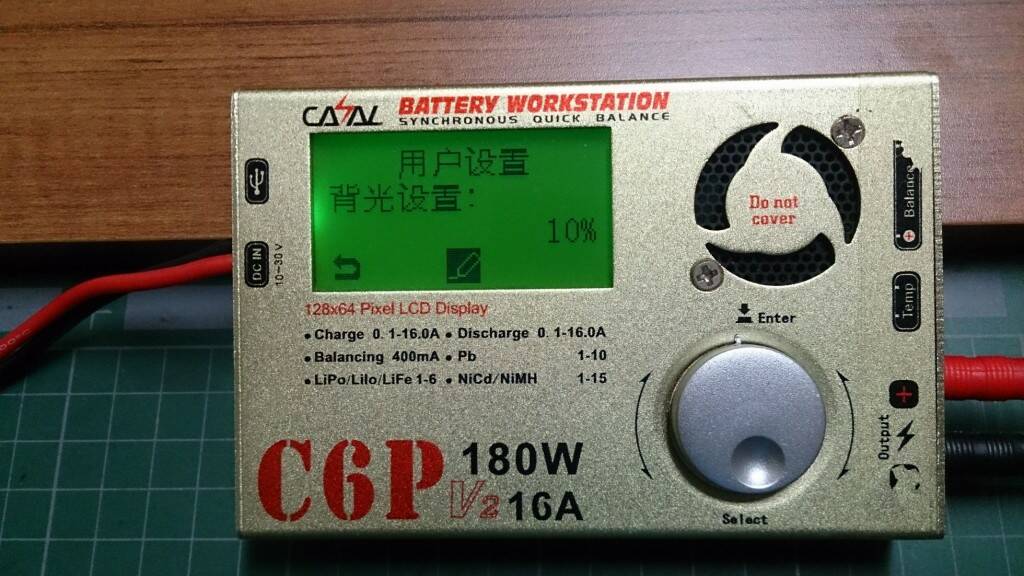 CASAL BATTERY WORKSTATION
SYNCHRONOUS QUICK BALANCE
用户设置
背光设置:
10%
DC IN
10-30V
Do not
cover
Balance
Temp
128x64 Pixel LCD Display
• Charge 0.1-16.0A • Discharge 0.1-16.0A
• Balancing 400mA • Pb 1-10
• LiPo/LiIo/LiFe 1-6 • NiCd/NiMH 1-15
Enter
Output
C6P 180W
V2 16A
Select